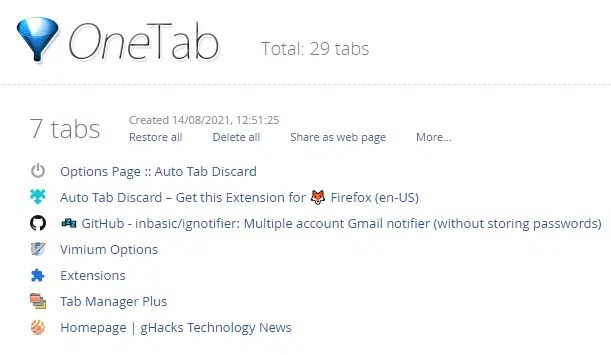 OneTab
Total: 29 tabs
7 tabs
Created 14/08/2021, 12:51:25
Restore all Delete all Share as web page More...
Options Page :: Auto Tab Discard
Auto Tab Discard – Get this Extension for 🦊 Firefox (en-US)
GitHub - inbasic/ignotifier: Multiple account Gmail notifier (without storing passwords)
Vimium Options
Extensions
Tab Manager Plus
Homepage | gHacks Technology News